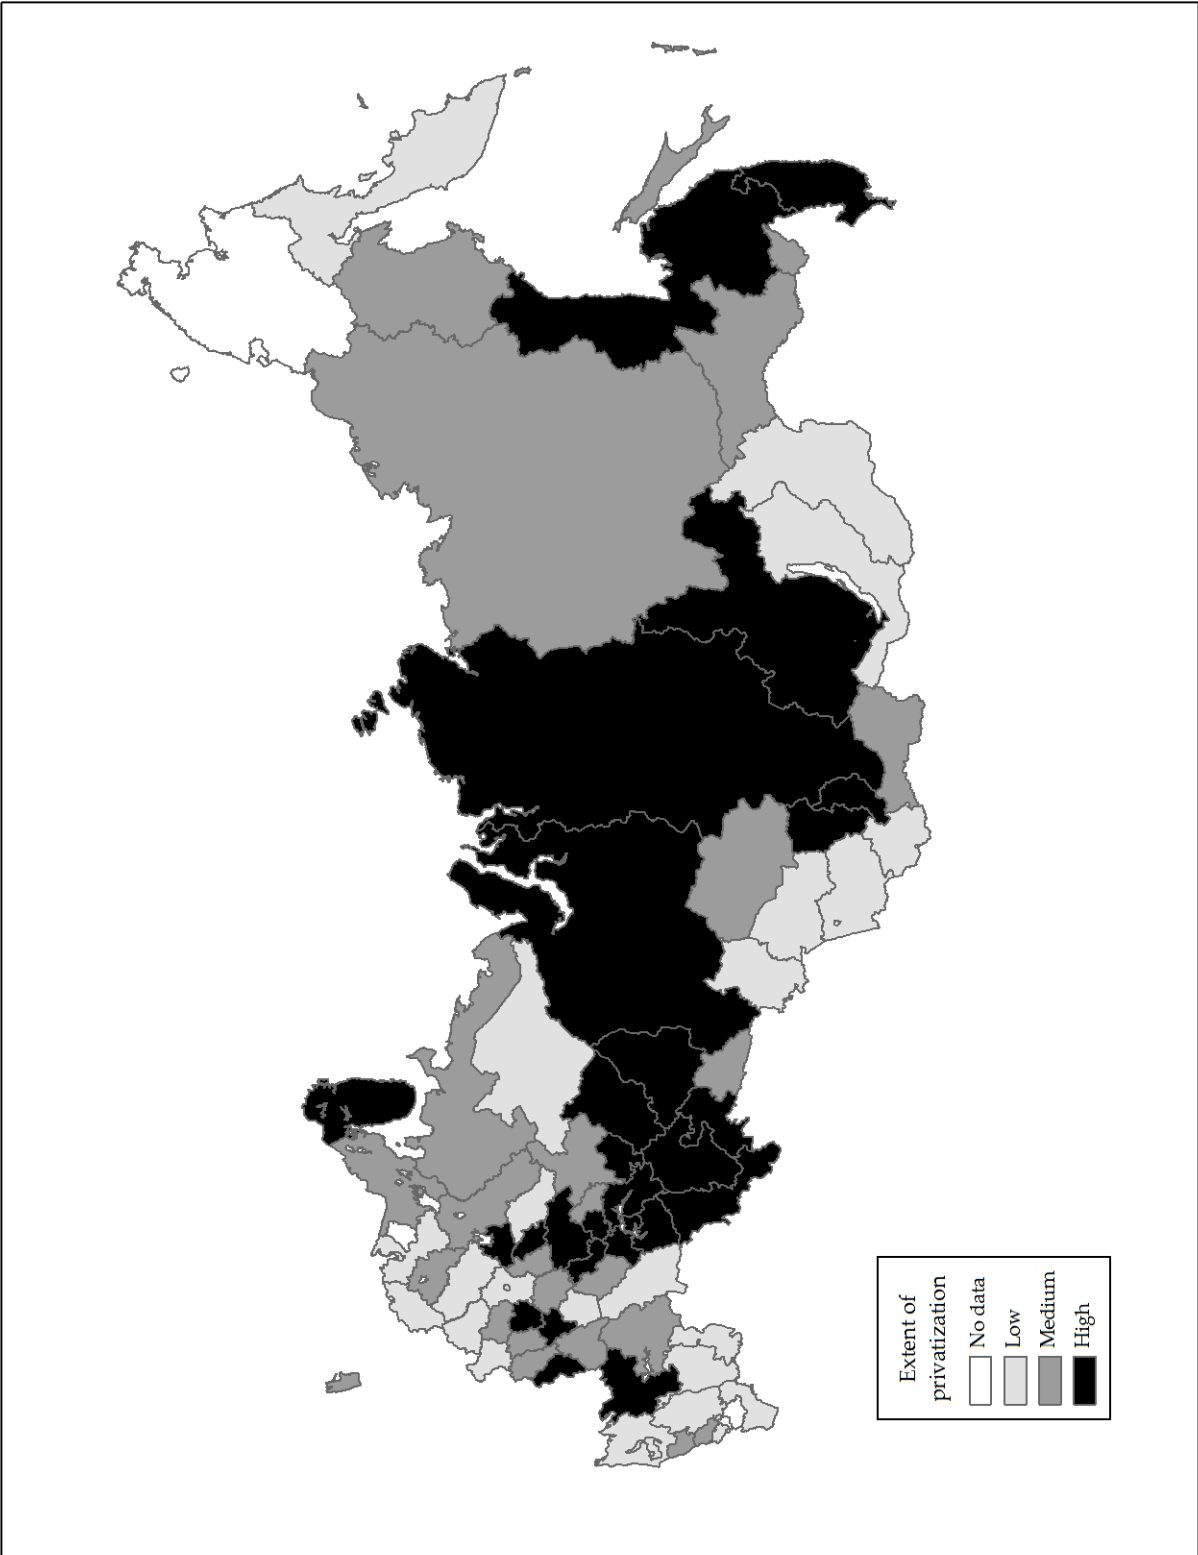 Extent of
privatization
No data
Low
Medium
High